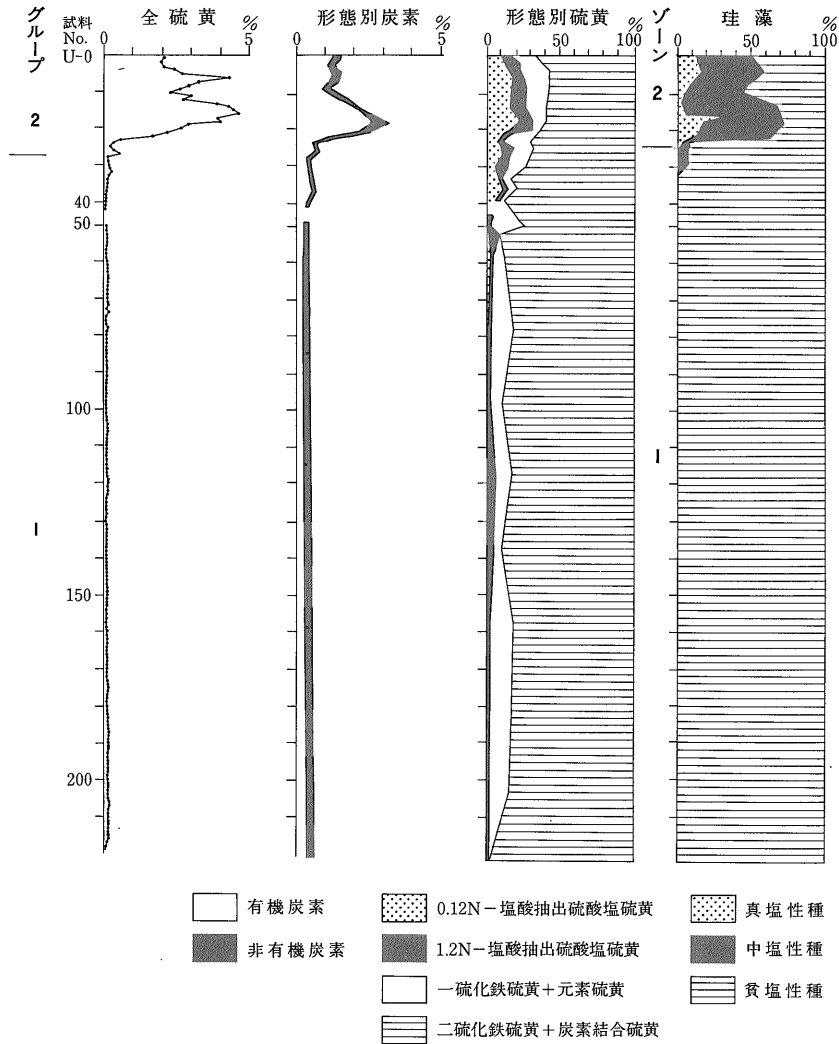 グループ
試料
No.
U-0
全硫黄
%
0
5
形態別炭素
%
0
5
形態別硫黄
%
0
50
100
ゾーン
珪藻
%
0
50
100
2
2
40
50
100
1
150
1
200
有機炭素
非有機炭素
0.12N-塩酸抽出硫酸塩硫黄
1.2N-塩酸抽出硫酸塩硫黄
一硫化鉄硫黄+元素硫黄
二硫化鉄硫黄+炭素結合硫黄
真塩性種
中塩性種
貧塩性種